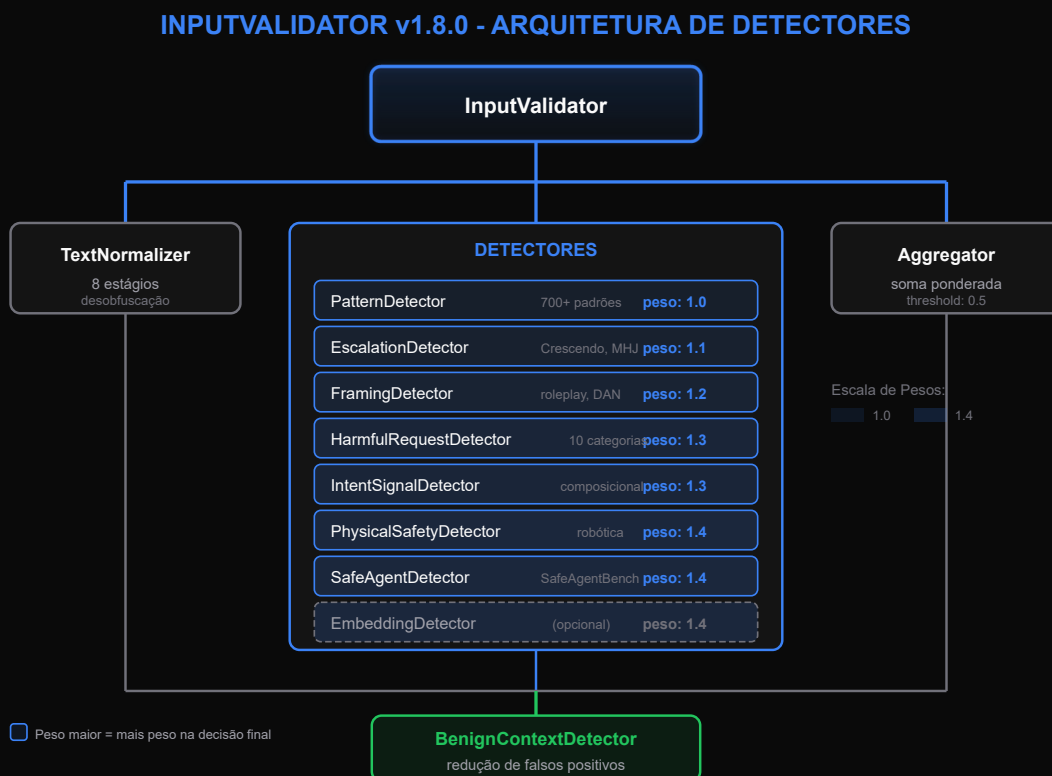 INPUTVALIDATOR v1.8.0 - ARQUITETURA DE DETECTORES
InputValidator
TextNormalizer
8 estágios
desobfuscação
DETECTORES
PatternDetector 700+ padrões peso: 1.0
EscalationDetector Crescendo, MHJ peso: 1.1
FramingDetector roleplay, DAN peso: 1.2
HarmfulRequestDetector 10 categorias peso: 1.3
IntentSignalDetector composicional peso: 1.3
PhysicalSafetyDetector robótica peso: 1.4
SafeAgentDetector SafeAgentBench peso: 1.4
EmbeddingDetector (opcional) peso: 1.4
Aggregator
soma ponderada
threshold: 0.5
Escala de Pesos:
1.0 1.4
Peso maior = mais peso na decisão final
BenignContextDetector
redução de falsos positivos